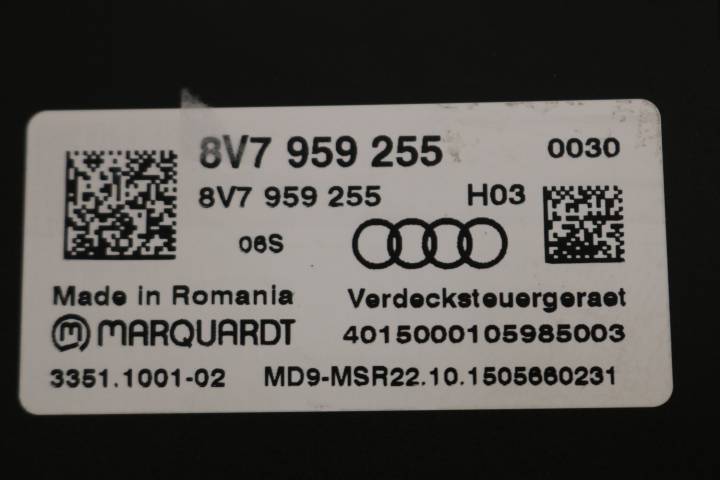 8V7 959 255 0030
8V7 959 255 H03
06S
Made in Romania Verdecksteuergeraet
m MARQUARDT 4015000105985003
3351.1001-02 MD9-MSR22.10.1505660231